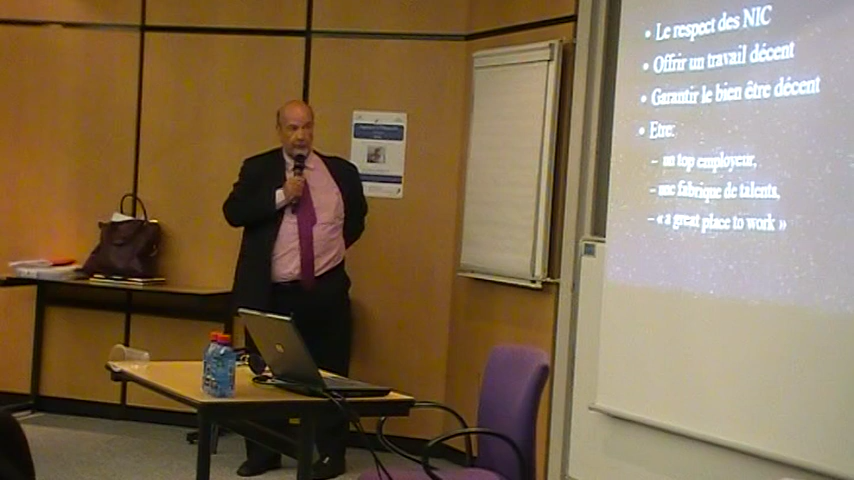 • Le respect des NIC
• Offrir un travail décent
• Garantir le bien être décent
• Etre:
– un top employeur,
– une fabrique de talents,
– « a great place to work »